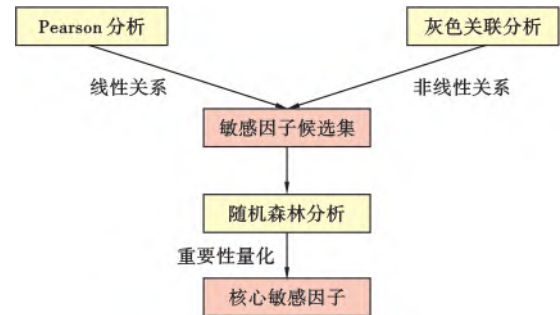 Pearson 分析
灰色关联分析
线性关系
非线性关系
敏感因子候选集
随机森林分析
重要性量化
核心敏感因子